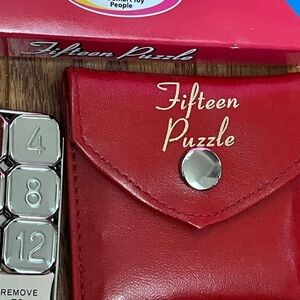 People
Fifteen Puzzle
Fifteen
Puzzle
4
8
12
REMOVE